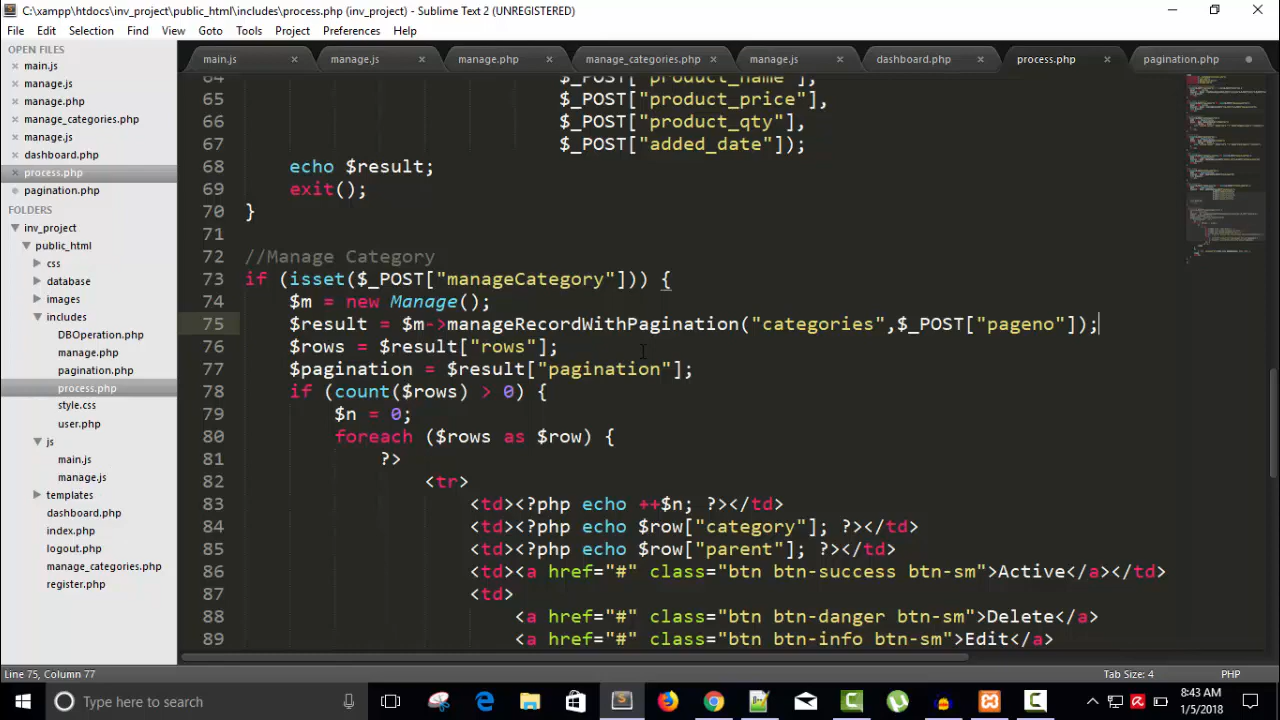 C:\xampp\htdocs\inv_project\public_html\includes\process.php (inv_project) - Sublime Text 2 (UNREGISTERED)
File Edit Selection Find View Goto Tools Project Preferences Help
OPEN FILES
main.js
manage.js
manage.php
manage_categories.php
manage.js
dashboard.php
process.php
pagination.php
FOLDERS
inv_project
public_html
css
database
images
includes
DBOperation.php
manage.php
pagination.php
process.php
style.css
user.php
js
main.js
manage.js
templates
dashboard.php
index.php
logout.php
manage_categories.php
register.php
main.js manage.js manage.php manage_categories.php manage.js dashboard.php process.php pagination.php
64 $_POST["product_name"],
65 $_POST["product_price"],
66 $_POST["product_qty"],
67 $_POST["added_date"]);
68 echo $result;
69 exit();
70 }
71
72 //Manage Category
73 if (isset($_POST["manageCategory"])) {
74 $m = new Manage();
75 $result = $m->manageRecordWithPagination("categories",$_POST["pageno"]);
76 $rows = $result["rows"];
77 $pagination = $result["pagination"];
78 if (count($rows) > 0) {
79 $n = 0;
80 foreach ($rows as $row) {
81 ?>
82 <tr>
83 <td><?php echo ++$n; ?></td>
84 <td><?php echo $row["category"]; ?></td>
85 <td><?php echo $row["parent"]; ?></td>
86 <td><a href="#" class="btn btn-success btn-sm">Active</a></td>
87 <td>
88 <a href="#" class="btn btn-danger btn-sm">Delete</a>
89 <a href="#" class="btn btn-info btn-sm">Edit</a>
Line 75, Column 77 Tab Size: 4 PHP
Type here to search
8:43 AM
1/5/2018